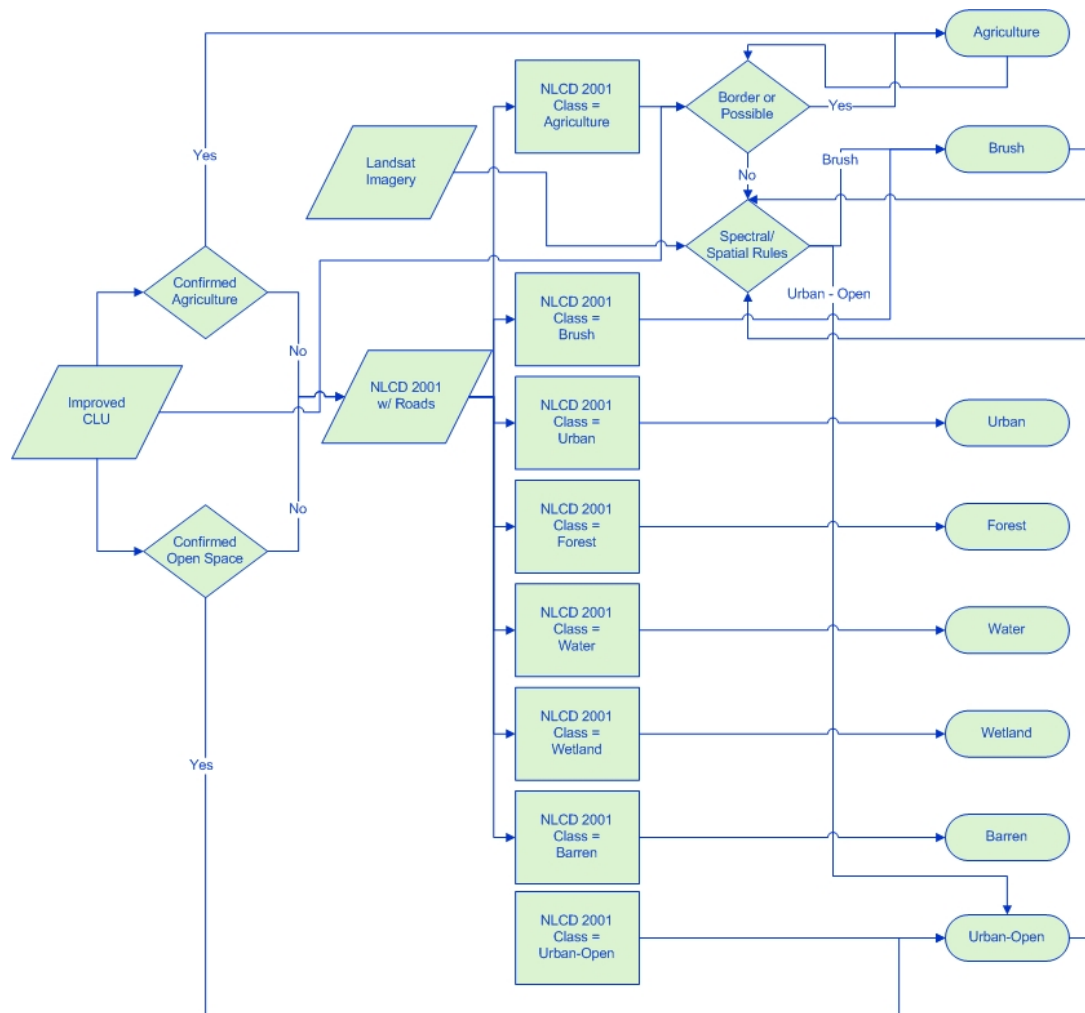 Agriculture
NLCD 2001
Class =
Agriculture
Border or
Possible
Yes
Landsat
Imagery
Brush
Brush
Yes
No
Spectral/
Spatial Rules
Confirmed
Agriculture
Urban - Open
NLCD 2001
Class =
Brush
No
NLCD 2001
w/ Roads
Improved
CLU
NLCD 2001
Class =
Urban
Urban
No
NLCD 2001
Class =
Forest
Forest
Confirmed
Open Space
NLCD 2001
Class =
Water
Water
NLCD 2001
Class =
Wetland
Wetland
Yes
NLCD 2001
Class =
Barren
Barren
NLCD 2001
Class =
Urban-Open
Urban-Open